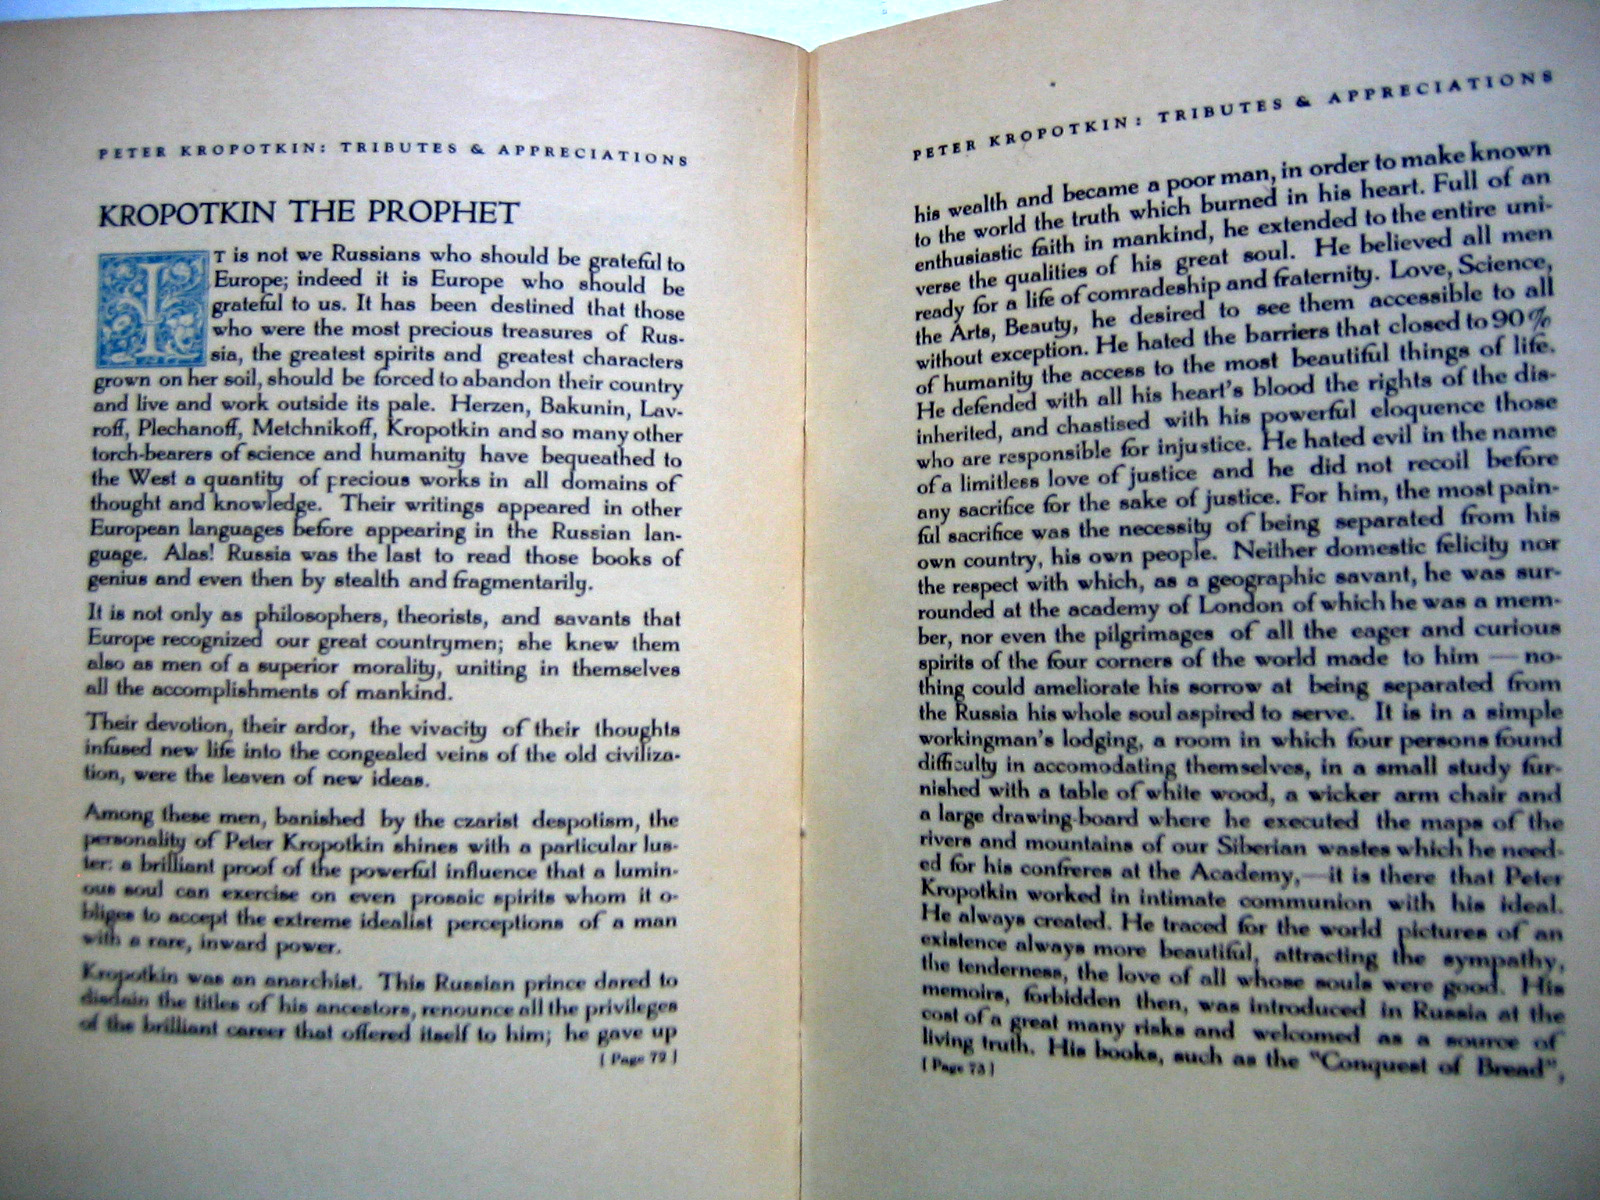 PETER KROPOTKIN: TRIBUTES & APPRECIATIONS
KROPOTKIN THE PROPHET
IT is not we Russians who should be grateful to
Europe; indeed it is Europe who should be
grateful to us. It has been destined that those
who were the most precious treasures of Rus-
sia, the greatest spirits and greatest characters
grown on her soil, should be forced to abandon their country
and live and work outside its pale. Herzen, Bakunin, Lav-
roff, Plechanoff, Metchnikoff, Kropotkin and so many other
torch-bearers of science and humanity have bequeathed to
the West a quantity of precious works in all domains of
thought and knowledge. Their writings appeared in other
European languages before appearing in the Russian lan-
guage. Alas! Russia was the last to read those books of
genius and even then by stealth and fragmentarily.
It is not only as philosophers, theorists, and savants that
Europe recognized our great countrymen; she knew them
also as men of a superior morality, uniting in themselves
all the accomplishments of mankind.
Their devotion, their ardor, the vivacity of their thoughts
infused new life into the congealed veins of the old civiliza-
tion, were the leaven of new ideas.
Among these men, banished by the czarist despotism, the
personality of Peter Kropotkin shines with a particular lus-
ter: a brilliant proof of the powerful influence that a lumin-
ous soul can exercise on even prosaic spirits whom it o-
bliges to accept the extreme idealist perceptions of a man
with a rare, inward power.
Kropotkin was an anarchist. This Russian prince dared to
disdain the titles of his ancestors, renounce all the privileges
of the brilliant career that offered itself to him; he gave up
[ Page 72 ]
PETER KROPOTKIN: TRIBUTES & APPRECIATIONS
his wealth and became a poor man, in order to make known
to the world the truth which burned in his heart. Full of an
enthusiastic faith in mankind, he extended to the entire uni-
verse the qualities of his great soul. He believed all men
ready for a life of comradeship and fraternity. Love, Science,
the Arts, Beauty, he desired to see them accessible to all
without exception. He hated the barriers that closed to 90%
of humanity the access to the most beautiful things of life.
He defended with all his heart's blood the rights of the dis-
inherited, and chastised with his powerful eloquence those
who are responsible for injustice. He hated evil in the name
of a limitless love of justice and he did not recoil before
any sacrifice for the sake of justice. For him, the most pain-
ful sacrifice was the necessity of being separated from his
own country, his own people. Neither domestic felicity nor
the respect with which, as a geographic savant, he was sur-
rounded at the academy of London of which he was a mem-
ber, nor even the pilgrimages of all the eager and curious
spirits of the four corners of the world made to him — no-
thing could ameliorate his sorrow at being separated from
the Russia his whole soul aspired to serve. It is in a simple
workingman's lodging, a room in which four persons found
difficulty in accomodating themselves, in a small study fur-
nished with a table of white wood, a wicker arm chair and
a large drawing-board where he executed the maps of the
rivers and mountains of our Siberian wastes which he need-
ed for his confreres at the Academy,—it is there that Peter
Kropotkin worked in intimate communion with his ideal.
He always created. He traced for the world pictures of an
existence always more beautiful, attracting the sympathy,
the tenderness, the love of all whose souls were good. His
memoirs, forbidden then, was introduced in Russia at the
cost of a great many risks and welcomed as a source of
living truth. His books, such as the "Conquest of Bread",
[ Page 73 ]